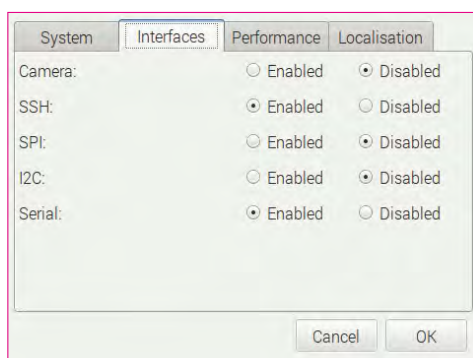 System Interfaces Performance Localisation
Camera: Enabled Disabled
SSH: Enabled Disabled
SPI: Enabled Disabled
I2C: Enabled Disabled
Serial: Enabled Disabled
Cancel OK